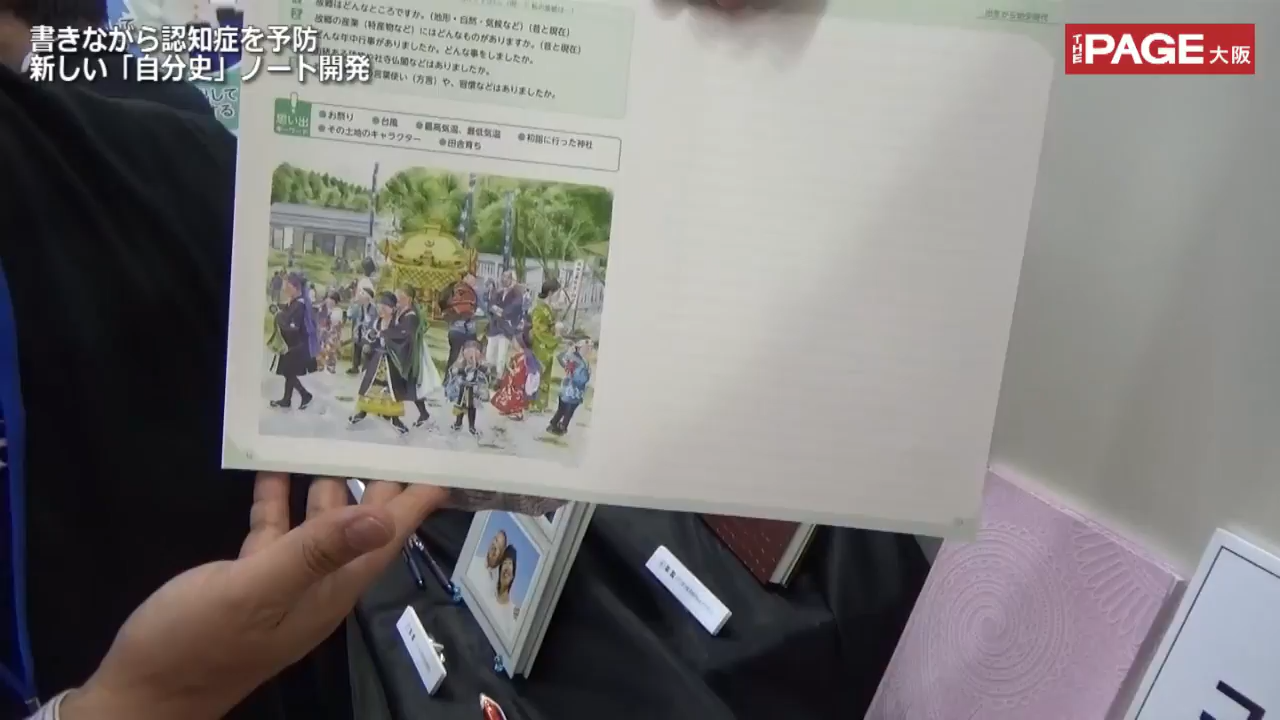 書きながら認知症を予防
新しい「自分史」ノート開発
THE PAGE 大阪
故郷はどんなところですか。(地形・自然・気候など)(昔と現在)
故郷の産業(特産物など)にはどんなものがありますか。(昔と現在)
んな年中行事がありましたか。どんな事をしましたか。
社寺仏閣などはありましたか。
言葉使い(方言)や、習慣などはありましたか。
思い出
キーワード
●お祭り ●台風 ●最高気温、最低気温 ●初詣に行った神社
●その土地のキャラクター ●田舎育ち